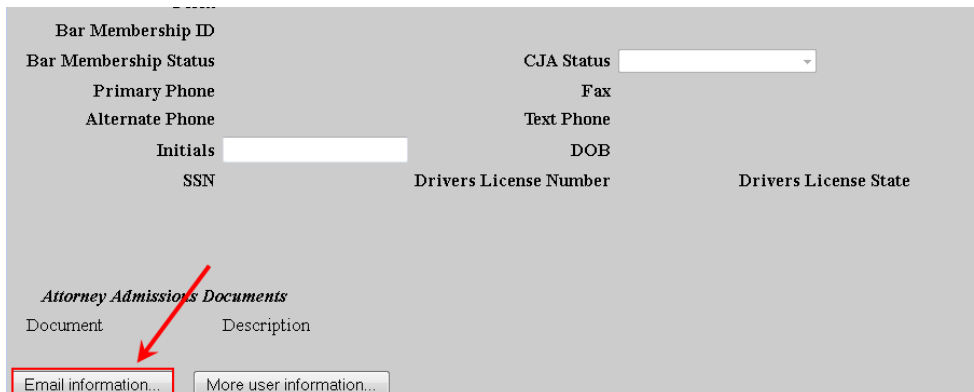 Bar Membership ID
Bar Membership Status CJA Status
Primary Phone Fax
Alternate Phone Text Phone
Initials DOB
SSN Drivers License Number Drivers License State
Attorney Admissions Documents
Document Description
Email information... More user information...